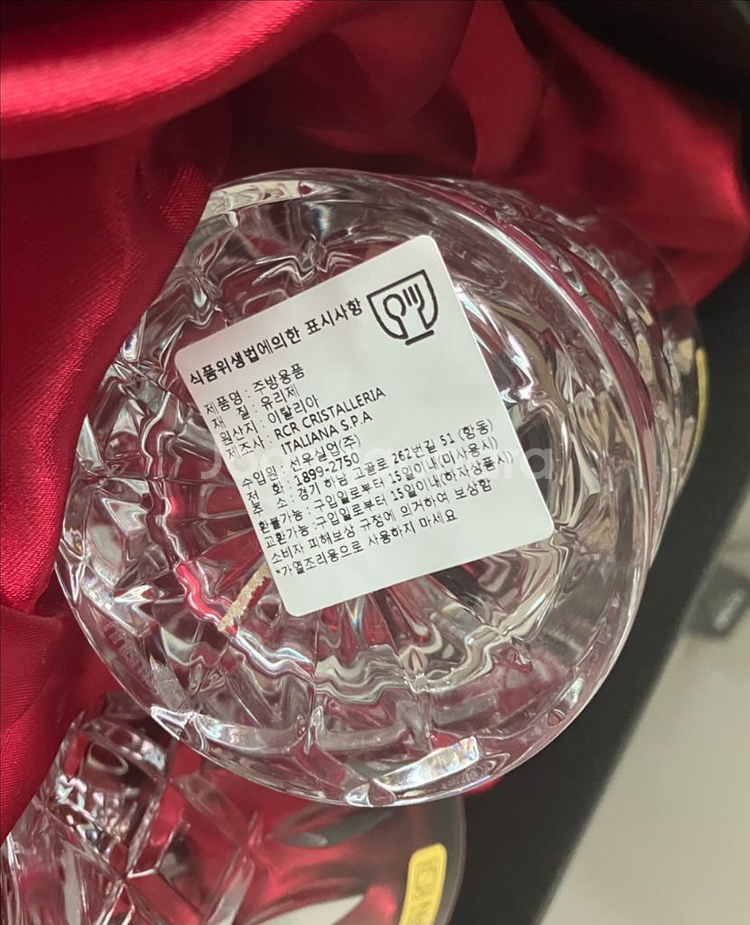 식품위생법에의한 표시사항
제품명 : 주방용품
재 질 : 유리제
원산지 : 이탈리아
제조사 : RCR CRISTALLERIA
ITALIANA S.P.A
수입원 : 선우실업(주)
전 화 : 1899-2750
주 소 : 경기 하남 고골로 262번길 51 (항동)
환불가능 : 구입일로부터 15일이내(미사용시)
교환가능 : 구입일로부터 15일이내(하자상품시)
소비자 피해보상 규정에 의거하여 보상함
*가열조리용으로 사용하지 마세요